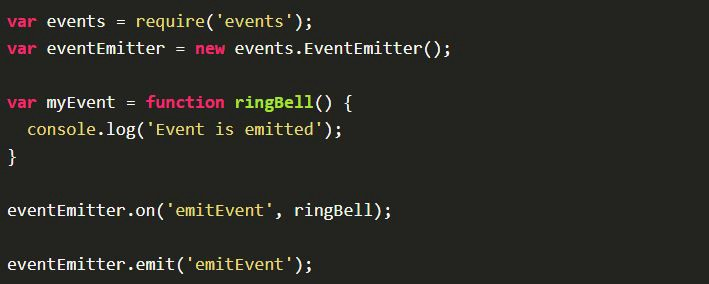 var events = require('events');
var eventEmitter = new events.EventEmitter();
var myEvent = function ringBell() {
  console.log('Event is emitted');
}
eventEmitter.on('emitEvent', ringBell);
eventEmitter.emit('emitEvent');